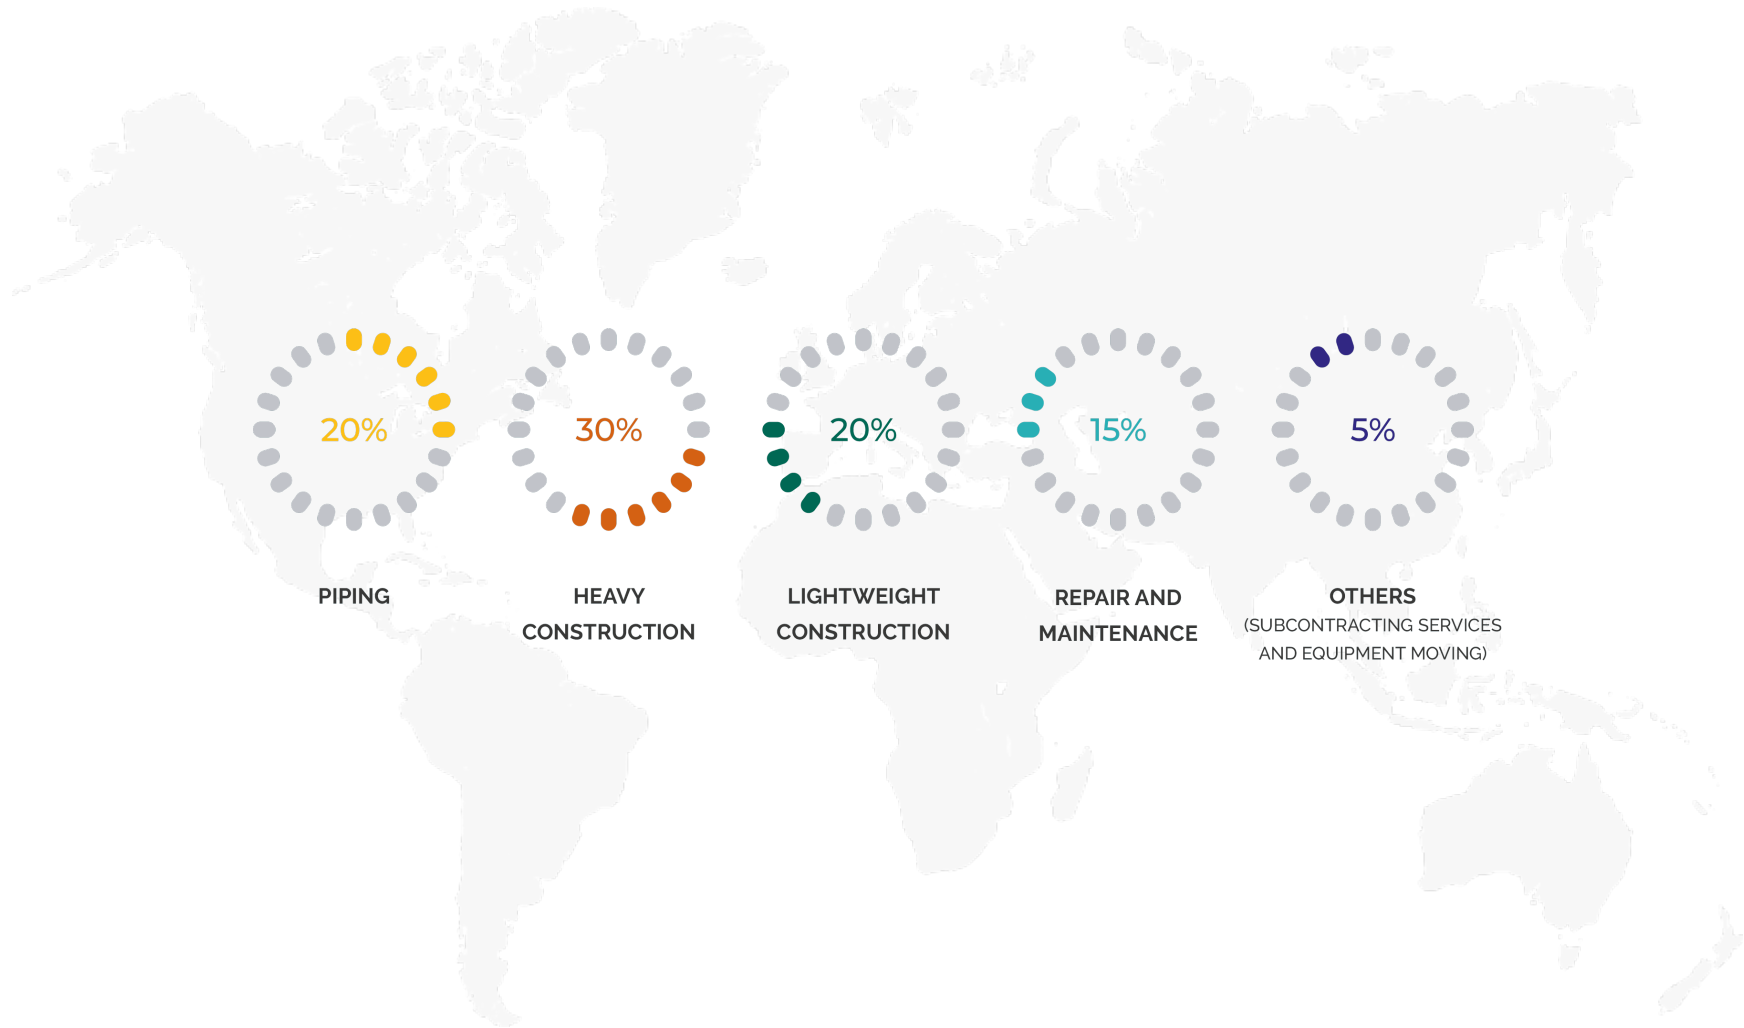 20%
30%
20%
15%
5%
PIPING
HEAVY
CONSTRUCTION
LIGHTWEIGHT
CONSTRUCTION
REPAIR AND
MAINTENANCE
OTHERS
(SUBCONTRACTING SERVICES
AND EQUIPMENT MOVING)